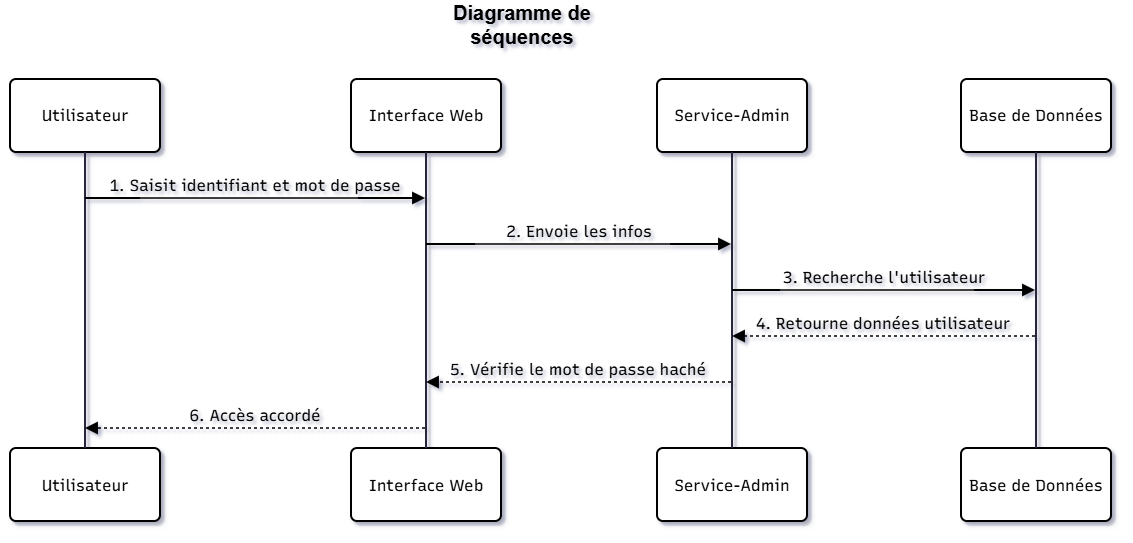 Diagramme de
séquences
Utilisateur
Interface Web
Service-Admin
Base de Données
1. Saisit identifiant et mot de passe
2. Envoie les infos
3. Recherche l'utilisateur
4. Retourne données utilisateur
5. Vérifie le mot de passe haché
6. Accès accordé
Utilisateur
Interface Web
Service-Admin
Base de Données